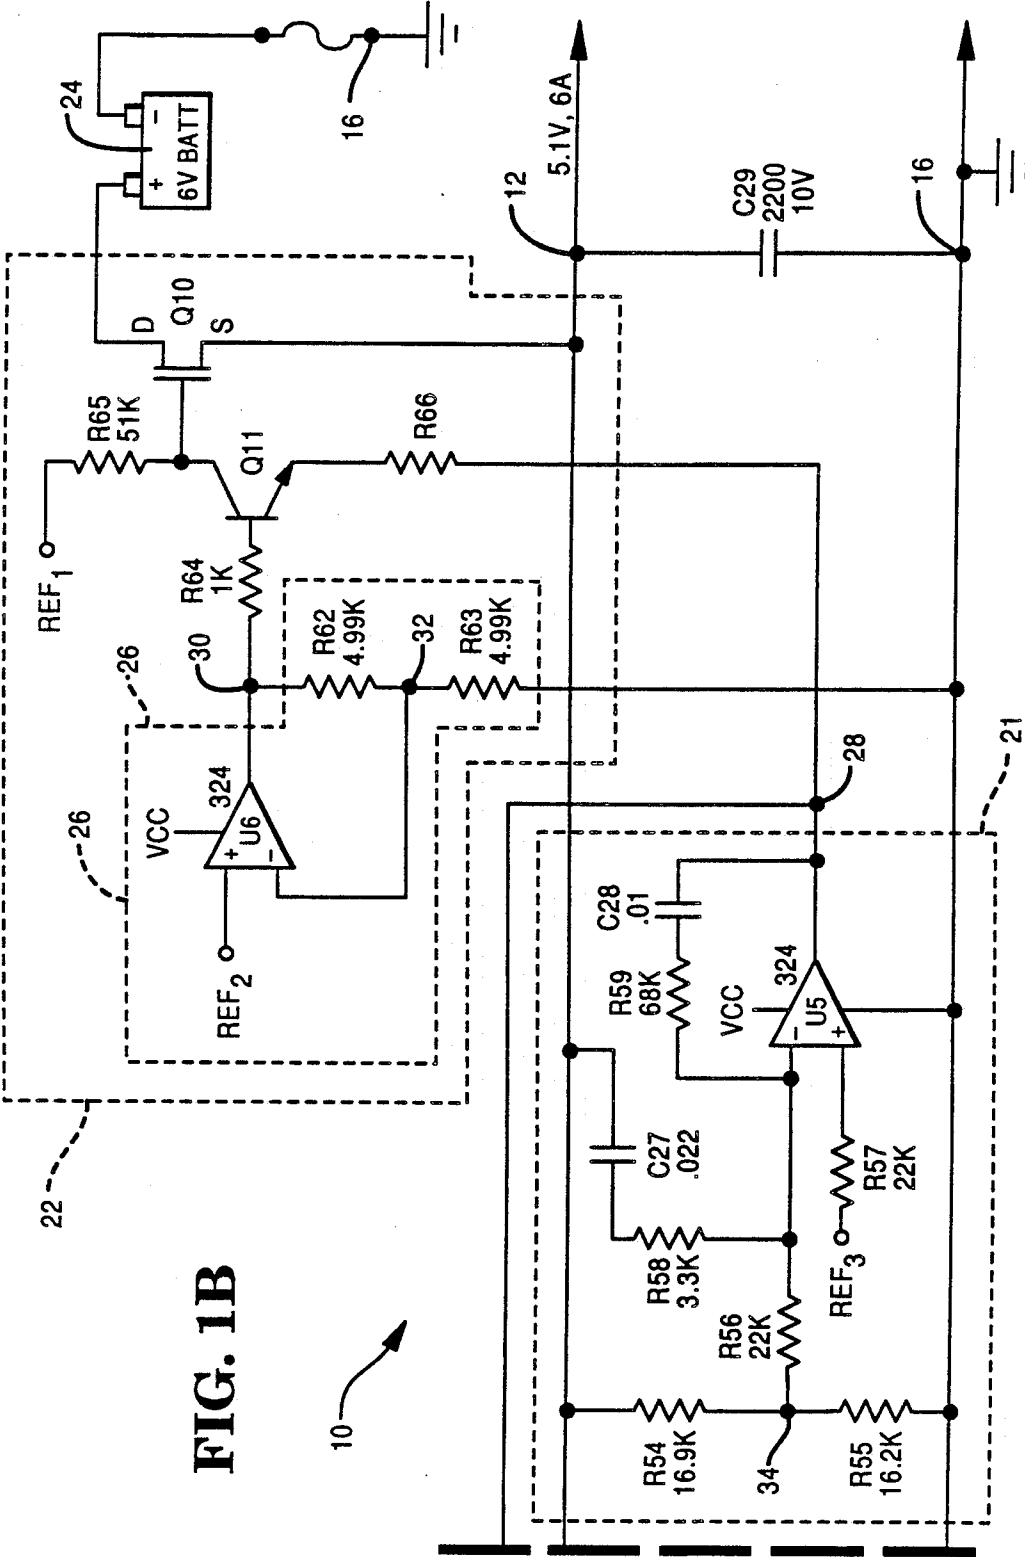 FIG. 1B
10
22
26
26
24
+
-
6V BATT
16
REF1
R65
51K
D
Q10
S
Q11
R64
1K
R66
30
VCC
324
+
U6
-
REF2
R62
4.99K
32
R63
4.99K
12
5.1V, 6A
C29
2200
10V
16
21
28
C28
.01
R59
68K
VCC
324
-
U5
+
C27
.022
R58
3.3K
R56
22K
REF3
R57
22K
R54
16.9K
34
R55
16.2K